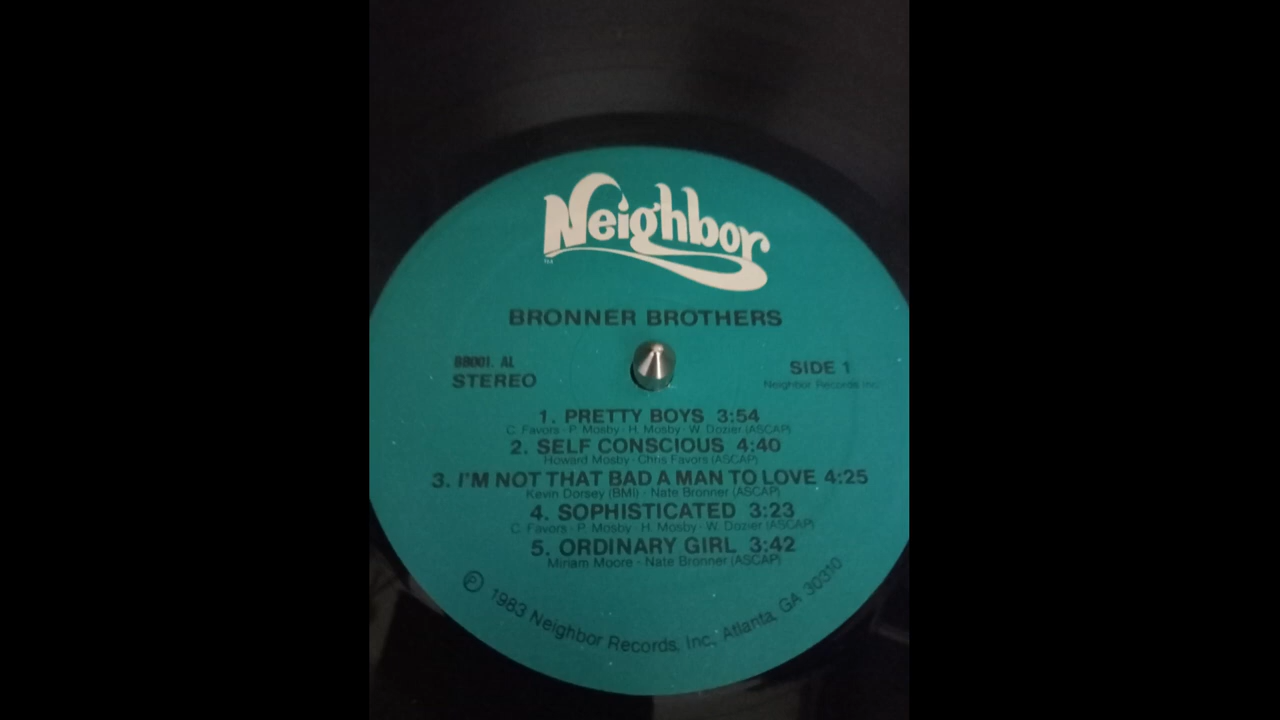 Neighbor
BRONNER BROTHERS
BB001. AL
STEREO
SIDE 1
Neighbor Records Inc.
1. PRETTY BOYS 3:54
C. Favors - P. Mosby - H. Mosby - W. Dozier (ASCAP)
2. SELF CONSCIOUS 4:40
Howard Mosby - Chris Favors (ASCAP)
3. I'M NOT THAT BAD A MAN TO LOVE 4:25
Kevin Dorsey (BMI) - Nate Bronner (ASCAP)
4. SOPHISTICATED 3:23
C. Favors - P. Mosby - H. Mosby - W. Dozier (ASCAP)
5. ORDINARY GIRL 3:42
Miriam Moore - Nate Bronner (ASCAP)
℗ 1983 Neighbor Records, Inc., Atlanta, GA 30310